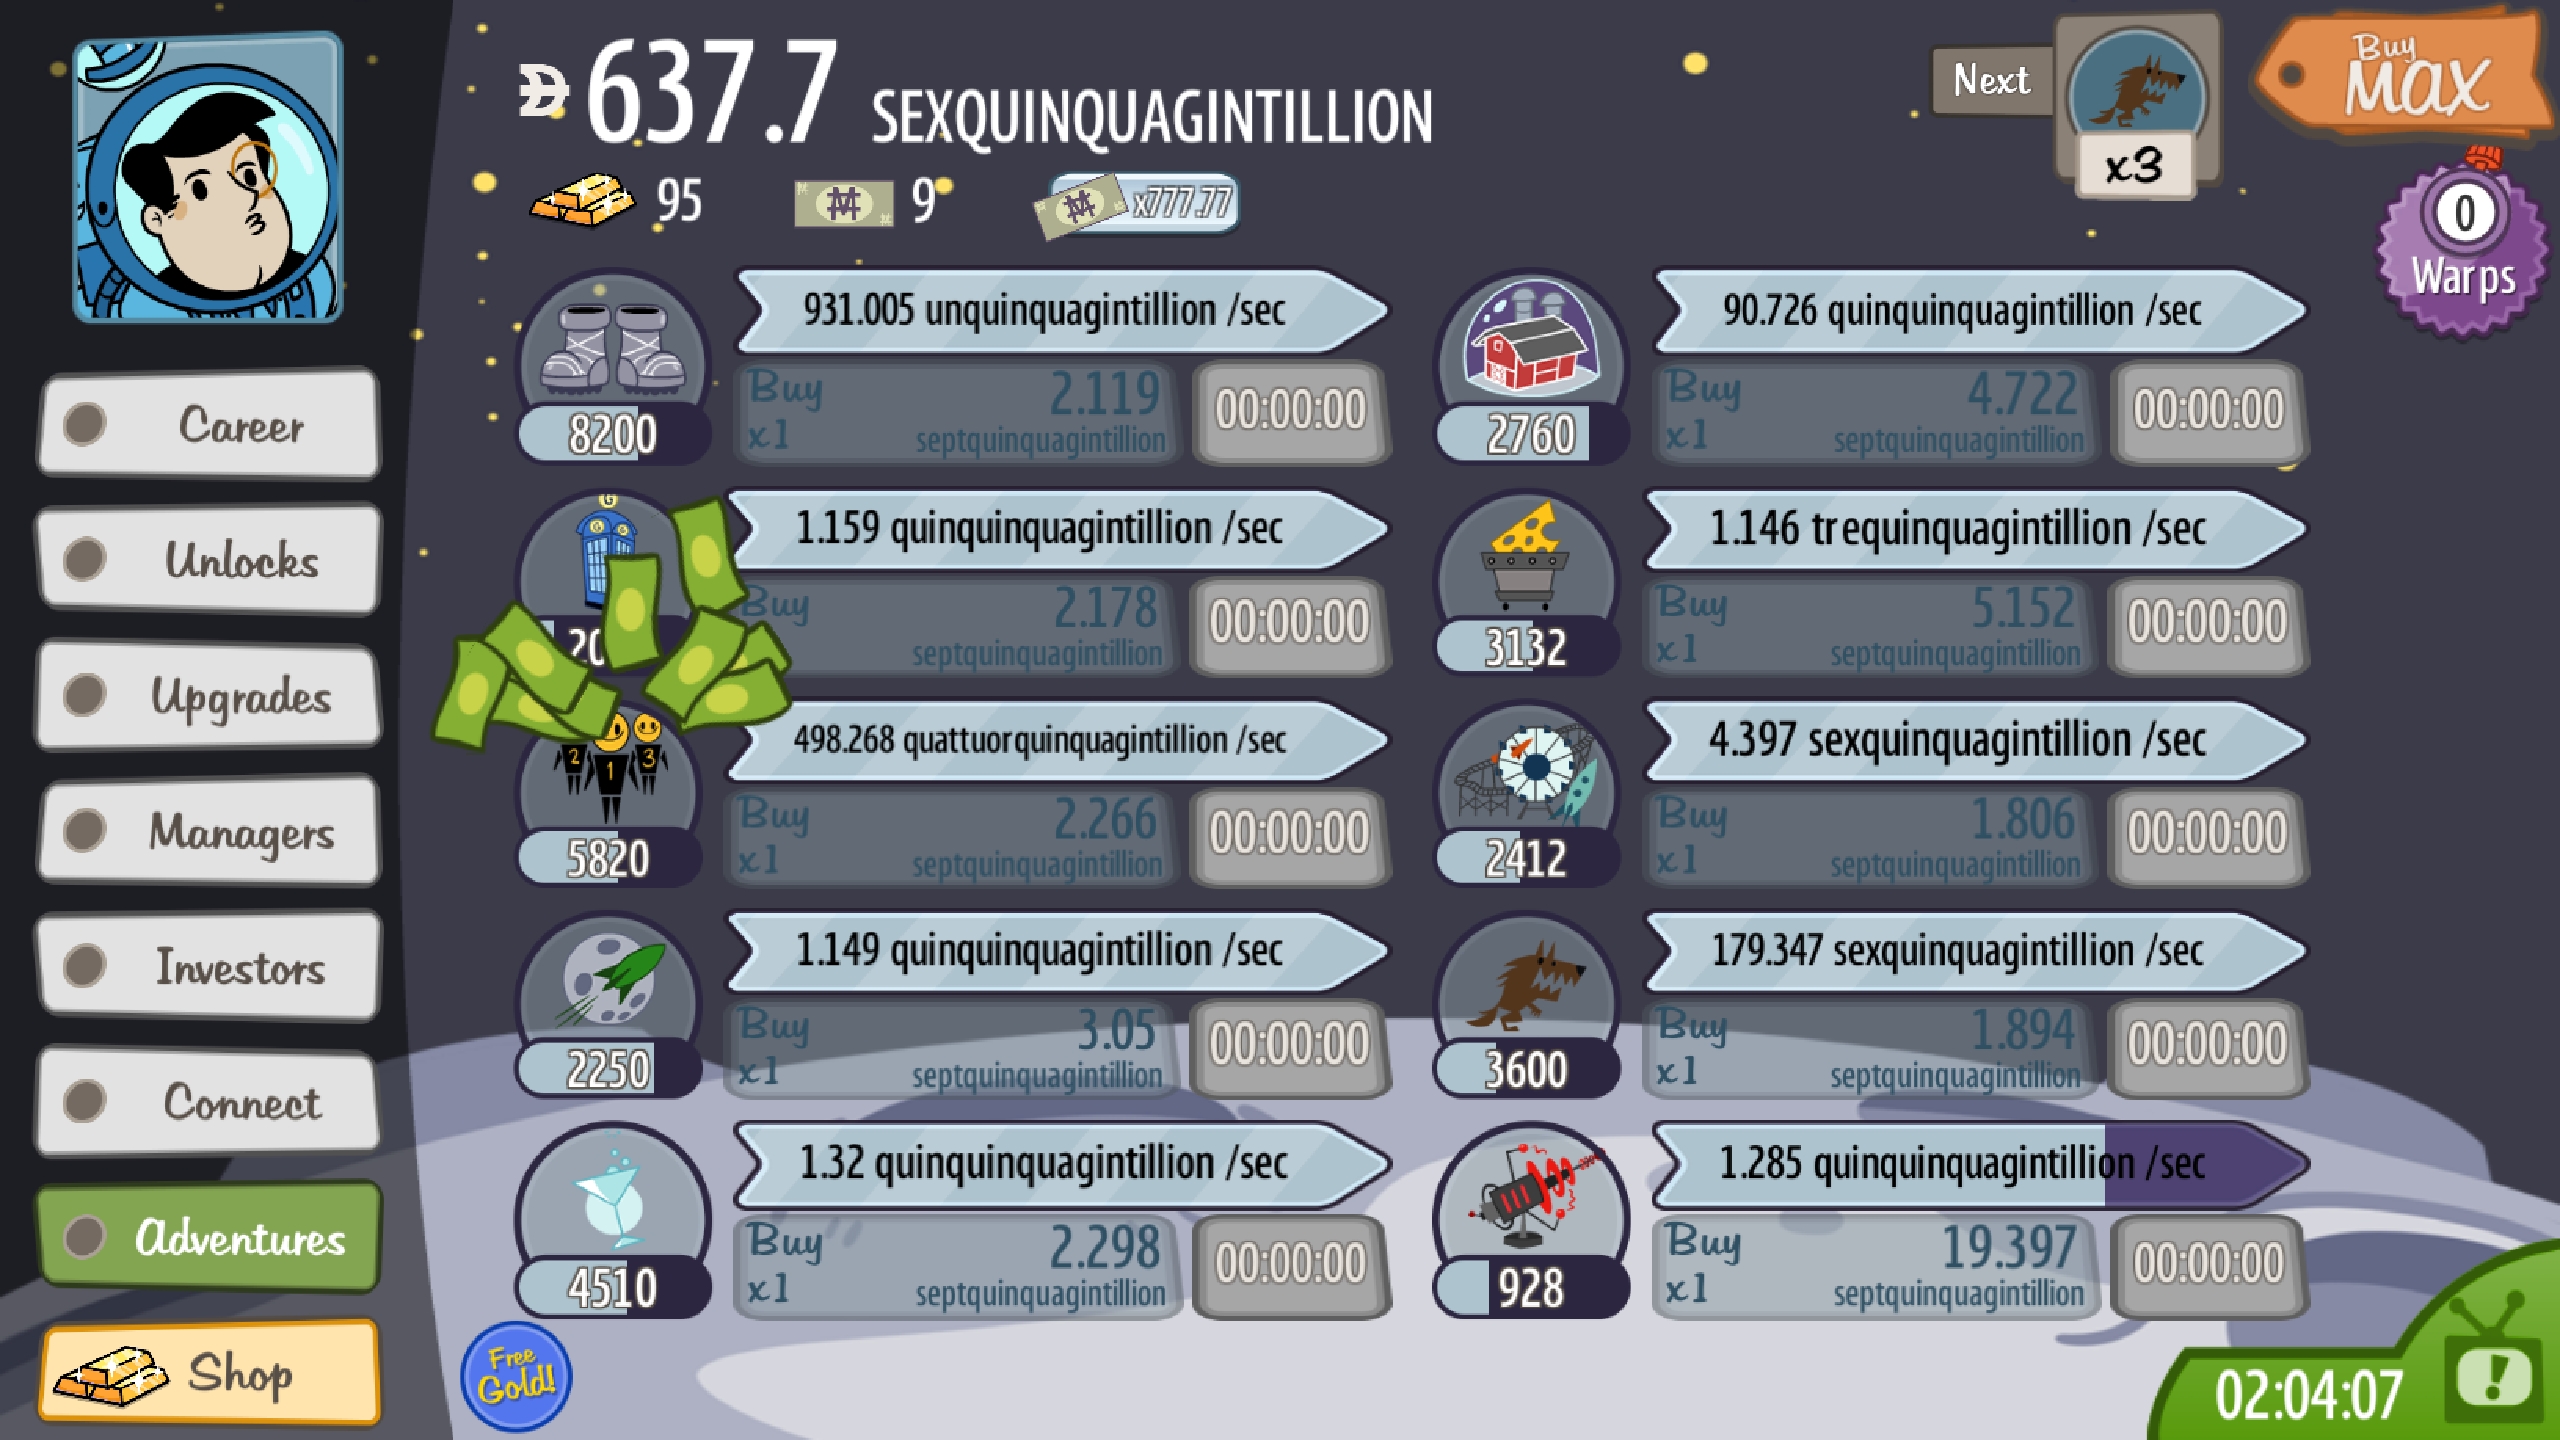 637.7 SEXQUINQUAGINTILLION
Next
x3
Buy
MAX
95
9
x777.77
0
Warps
Career
Unlocks
Upgrades
Managers
Investors
Connect
Adventures
Shop
931.005 unquinquagintillion /sec
Buy 2.119
x1 septquinquagintillion
00:00:00
8200
90.726 quinquinquagintillion /sec
Buy 4.722
x1 septquinquagintillion
00:00:00
2760
1.159 quinquinquagintillion /sec
Buy 2.178
septquinquagintillion
00:00:00
1.146 trequinquagintillion /sec
Buy 5.152
x1 septquinquagintillion
00:00:00
3132
498.268 quattuorquinquagintillion /sec
2 1 3
Buy 2.266
x1 septquinquagintillion
00:00:00
5820
4.397 sexquinquagintillion /sec
Buy 1.806
x1 septquinquagintillion
00:00:00
2412
1.149 quinquinquagintillion /sec
Buy 3.05
x1 septquinquagintillion
00:00:00
2250
179.347 sexquinquagintillion /sec
Buy 1.894
x1 septquinquagintillion
00:00:00
3600
1.32 quinquinquagintillion /sec
Buy 2.298
x1 septquinquagintillion
00:00:00
4510
1.285 quinquinquagintillion /sec
Buy 19.397
x1 septquinquagintillion
00:00:00
928
Free
Gold!
02:04:07
!